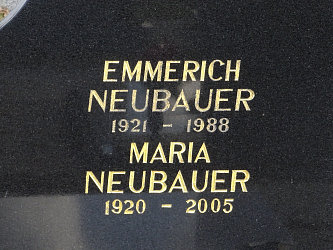 EMMERICH
NEUBAUER
1921 - 1988
MARIA
NEUBAUER
1920 - 2005